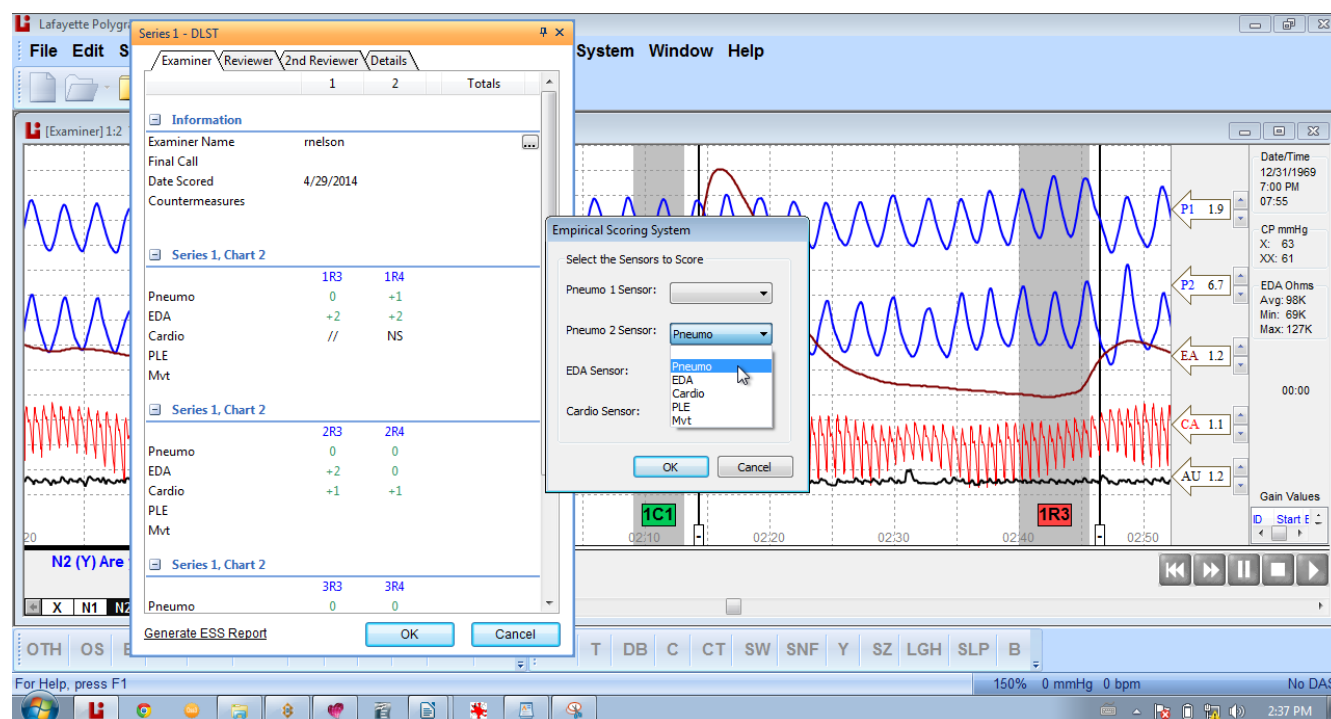 Lafayette Polygra
File Edit S
System Window Help
Series 1 - DLST
Examiner Reviewer 2nd Reviewer Details
1 2 Totals
Information
Examiner Name rnelson ...
Final Call
Date Scored 4/29/2014
Countermeasures
Series 1, Chart 2
1R3 1R4
Pneumo 0 +1
EDA +2 +2
Cardio // NS
PLE
Mvt
Series 1, Chart 2
2R3 2R4
Pneumo 0 0
EDA +2 0
Cardio +1 +1
PLE
Mvt
Series 1, Chart 2
3R3 3R4
Pneumo 0 0
Generate ESS Report OK Cancel
[Examiner] 1:2
Empirical Scoring System
Select the Sensors to Score
Pneumo 1 Sensor:
Pneumo 2 Sensor: Pneumo
EDA Sensor:
Cardio Sensor:
Pneumo
EDA
Cardio
PLE
Mvt
OK Cancel
P1 1.9
P2 6.7
EA 1.2
CA 1.1
AU 1.2
Date/Time
12/31/1969
7:00 PM
07:55
CP mmHg
X: 63
XX: 61
EDA Ohms
Avg: 98K
Min: 69K
Max: 127K
00:00
Gain Values
ID Start E
1C1 1R3
20 02:10 02:20 02:30 02:40 02:50
N2 (Y) Are
X N1 N2
OTH OS E T DB C CT SW SNF Y SZ LGH SLP B
For Help, press F1 150% 0 mmHg 0 bpm No DAS
2:37 PM